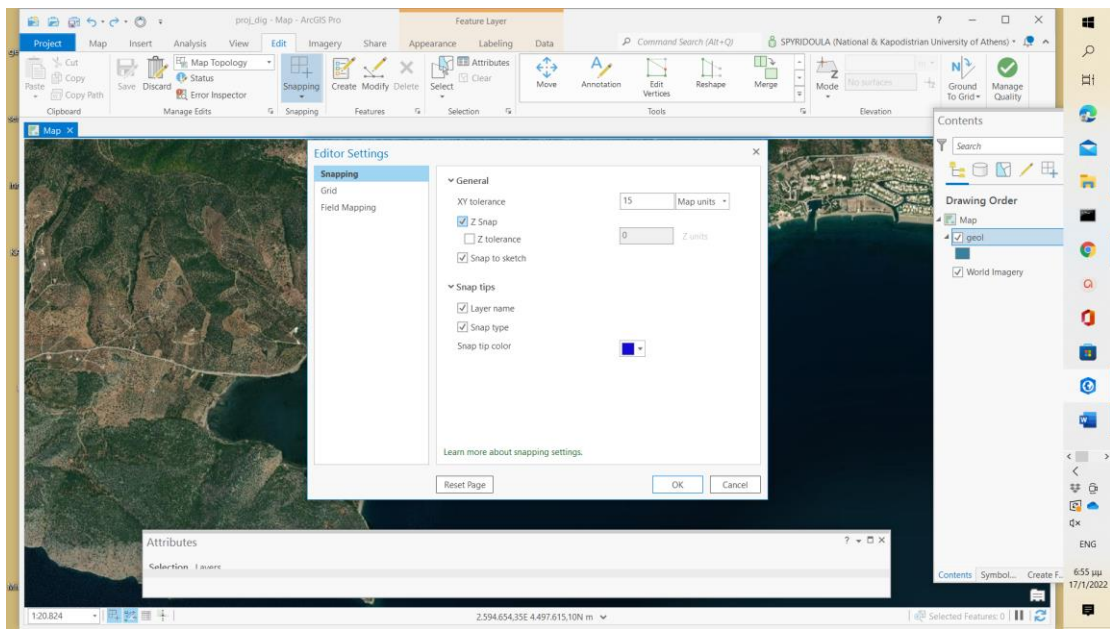 proj_dig - Map - ArcGIS Pro
Feature Layer
Project Map Insert Analysis View Edit Imagery Share Appearance Labeling Data
Command Search (Alt+Q)
SPYRIDOULA (National & Kapodistrian University of Athens)
Paste
Cut
Copy
Copy Path
Clipboard
Save
Discard
Map Topology
Status
Error Inspector
Manage Edits
Snapping
Snapping
Create
Modify
Delete
Features
Select
Attributes
Clear
Selection
Move
Annotation
Edit Vertices
Reshape
Merge
Tools
Mode
No surfaces
Elevation
Ground To Grid
Manage Quality
Map
Editor Settings
Snapping
Grid
Field Mapping
General
XY tolerance 15 Map units
Z Snap
Z tolerance 0 Z units
Snap to sketch
Snap tips
Layer name
Snap type
Snap tip color
Learn more about snapping settings.
Reset Page OK Cancel
Contents
Search
Drawing Order
Map
geol
World Imagery
Contents Symbol... Create F...
Attributes
Selection Layers
1:20.824
2.594.654,35E 4.497.615,10N m
Selected Features: 0
ENG
6:55 μμ
17/1/2022